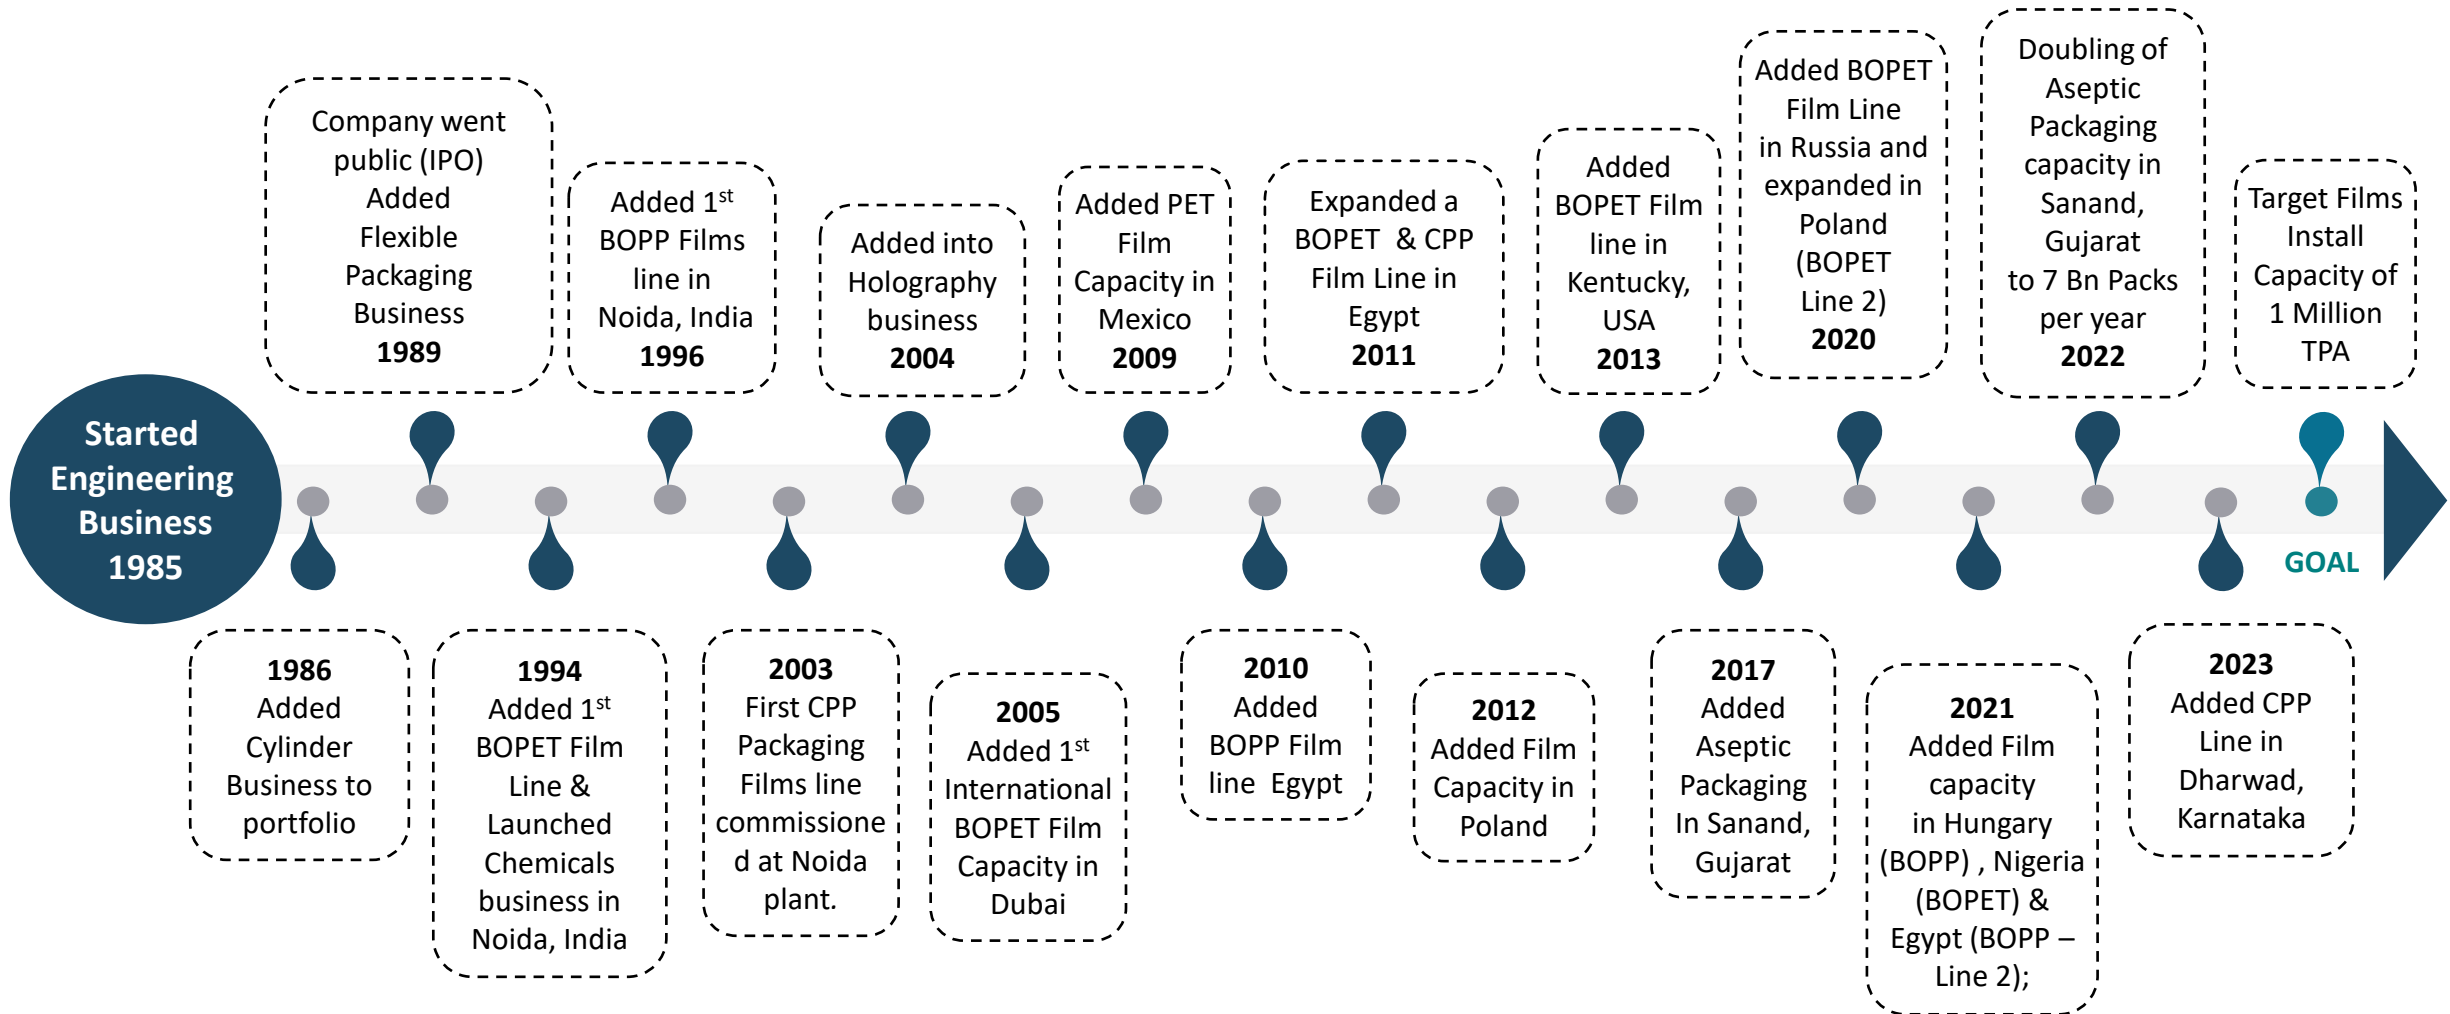 Started
Engineering
Business
1985
1986
Added
Cylinder
Business to
portfolio
Company went
public (IPO)
Added
Flexible
Packaging
Business
1989
1994
Added 1st
BOPET Film
Line &
Launched
Chemicals
business in
Noida, India
Added 1st
BOPP Films
line in
Noida, India
1996
2003
First CPP
Packaging
Films line
commissione
d at Noida
plant.
Added into
Holography
business
2004
2005
Added 1st
International
BOPET Film
Capacity in
Dubai
Added PET
Film
Capacity in
Mexico
2009
2010
Added
BOPP Film
line Egypt
Expanded a
BOPET & CPP
Film Line in
Egypt
2011
2012
Added Film
Capacity in
Poland
Added
BOPET Film
line in
Kentucky,
USA
2013
2017
Added
Aseptic
Packaging
In Sanand,
Gujarat
Added BOPET
Film Line
in Russia and
expanded in
Poland
(BOPET
Line 2)
2020
2021
Added Film
capacity
in Hungary
(BOPP) , Nigeria
(BOPET) &
Egypt (BOPP –
Line 2);
Doubling of
Aseptic
Packaging
capacity in
Sanand,
Gujarat
to 7 Bn Packs
per year
2022
2023
Added CPP
Line in
Dharwad,
Karnataka
Target Films
Install
Capacity of
1 Million
TPA
GOAL